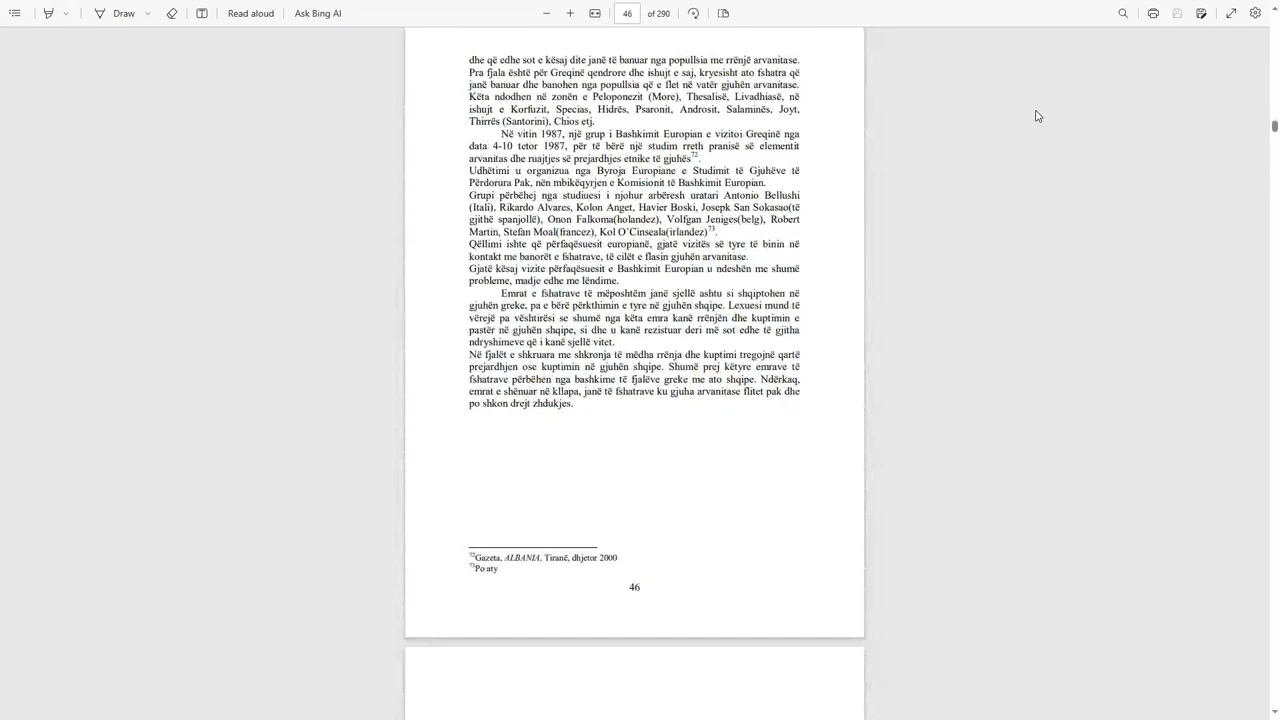 Draw
Read aloud
Ask Bing AI
46
of 290
dhe që edhe sot e kësaj dite janë të banuar nga popullsia me rrënjë arvanitase.
Pra fjala është për Greqinë qendrore dhe ishujt e saj, kryesisht ato fshatra që
janë banuar dhe banohen nga popullsia që e flet në vatër gjuhën arvanitase.
Këta ndodhen në zonën e Peloponezit (More), Thesalisë, Livadhiasë, në
ishujt e Korfuzit, Specias, Hidrës, Psaronit, Androsit, Salaminës, Joyt,
Thirrës (Santorini), Chios etj.
Në vitin 1987, një grup i Bashkimit Europian e vizitoi Greqinë nga
data 4-10 tetor 1987, për të bërë një studim rreth pranisë së elementit
arvanitas dhe ruajtjes së prejardhjes etnike të gjuhës72.
Udhëtimi u organizua nga Byroja Europiane e Studimit të Gjuhëve të
Përdorura Pak, nën mbikëqyrjen e Komisionit të Bashkimit Europian.
Grupi përbëhej nga studiuesi i njohur arbëresh uratari Antonio Bellushi
(Itali), Rikardo Alvares, Kolon Anget, Havier Boski, Josepk San Sokasao(të
gjithë spanjollë), Onon Falkoma(holandez), Volfgan Jeniges(belg), Robert
Martin, Stefan Moal(francez), Kol O`Cinseala(irlandez)73.
Qëllimi ishte që përfaqësuesit europianë, gjatë vizitës së tyre të binin në
kontakt me banorët e fshatrave, të cilët e flasin gjuhën arvanitase.
Gjatë kësaj vizite përfaqësuesit e Bashkimit Europian u ndeshën me shumë
probleme, madje edhe me lëndime.
Emrat e fshatrave të mëposhtëm janë sjellë ashtu si shqiptohen në
gjuhën greke, pa e bërë përkthimin e tyre në gjuhën shqipe. Lexuesi mund të
vërejë pa vështirësi se shumë nga këta emra kanë rrënjën dhe kuptimin e
pastër në gjuhën shqipe, si dhe u kanë rezistuar deri më sot edhe të gjitha
ndryshimeve që i kanë sjellë vitet.
Në fjalët e shkruara me shkronja të mëdha rrënja dhe kuptimi tregojnë qartë
prejardhjen ose kuptimin në gjuhën shqipe. Shumë prej këtyre emrave të
fshatrave përbëhen nga bashkime të fjalëve greke me ato shqipe. Ndërkaq,
emrat e shënuar në kllapa, janë të fshatrave ku gjuha arvanitase flitet pak dhe
po shkon drejt zhdukjes.
72Gazeta, ALBANIA, Tiranë, dhjetor 2000
73Po aty
46